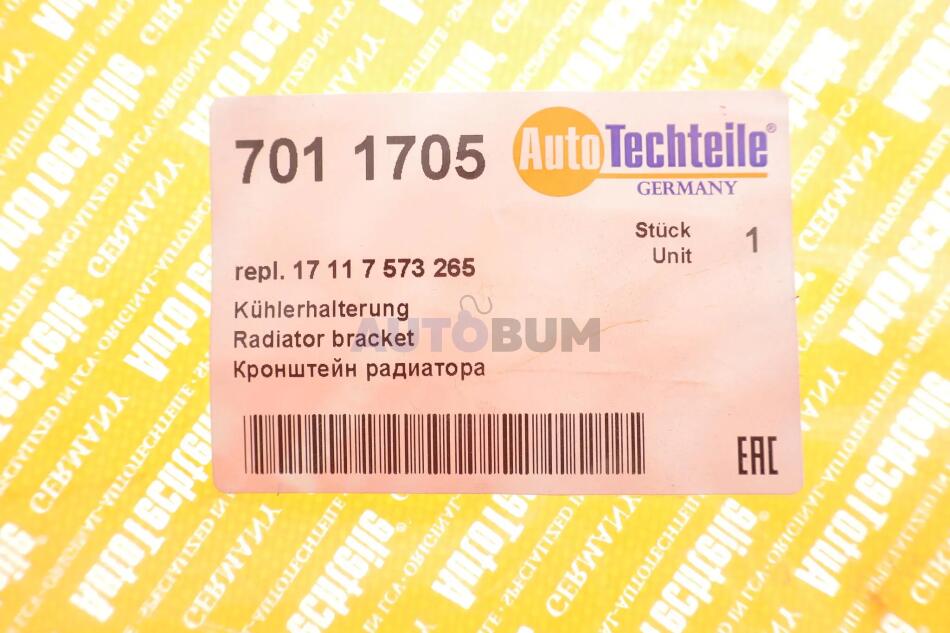 701 1705
AutoTechteile®
GERMANY
Stück 1
Unit
repl. 17 11 7 573 265
Kühlerhalterung
Radiator bracket
Кронштейн радиатора
AUTOBUM
EAC